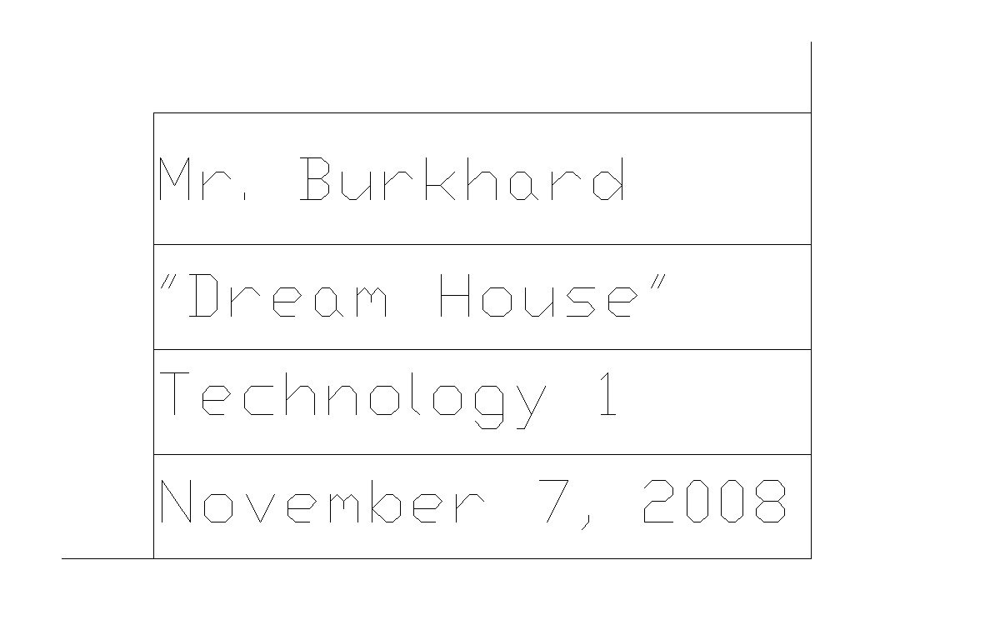 Mr. Burkhard
"Dream House"
Technology 1
November 7, 2008